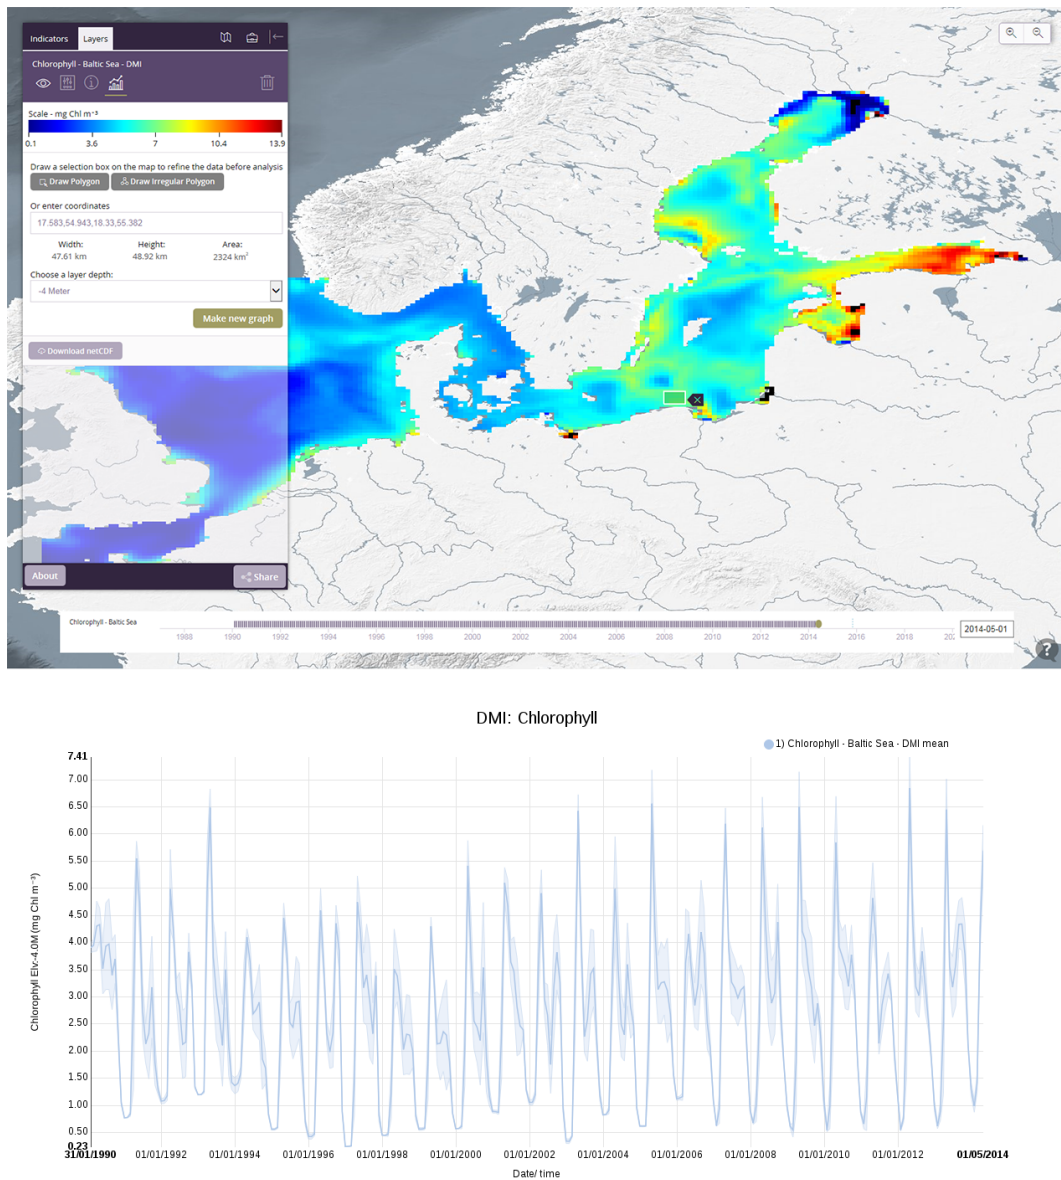 Indicators Layers
Chlorophyll - Baltic Sea - DMI
Scale - mg Chl m⁻³
0.1 3.6 7 10.4 13.9
Draw a selection box on the map to refine the data before analysis
Draw Polygon Draw Irregular Polygon
Or enter coordinates
17.583,54.943,18.33,55.382
Width: Height: Area:
47.61 km 48.92 km 2324 km²
Choose a layer depth:
-4 Meter
Make new graph
Download netCDF
About Share
Chlorophyll - Baltic Sea
1988 1990 1992 1994 1996 1998 2000 2002 2004 2006 2008 2010 2012 2014 2016 2018 202
2014-05-01
?
DMI: Chlorophyll
1) Chlorophyll - Baltic Sea - DMI mean
7.41
7.00
6.50
6.00
5.50
5.00
4.50
4.00
3.50
3.00
2.50
2.00
1.50
1.00
0.50
0.23
Chlorophyll Elv:-4.0M (mg Chl m⁻³)
31/01/1990 01/01/1992 01/01/1994 01/01/1996 01/01/1998 01/01/2000 01/01/2002 01/01/2004 01/01/2006 01/01/2008 01/01/2010 01/01/2012 01/05/2014
Date/ time